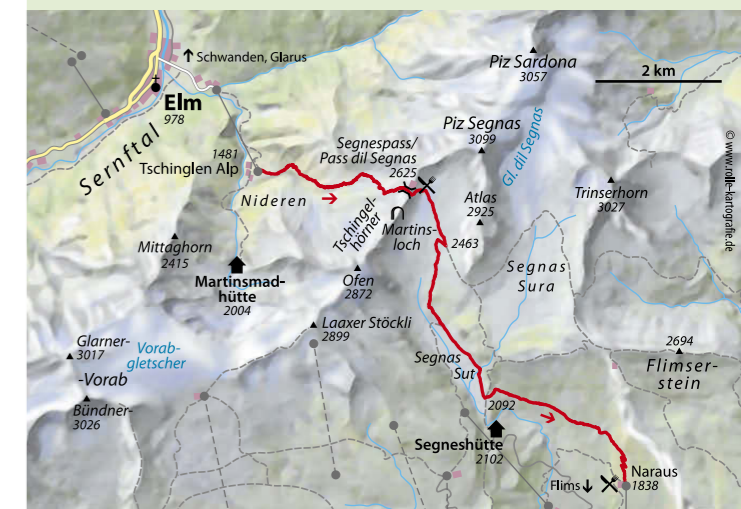 Schwanden, Glarus
Piz Sardona
3057
2 km
Elm
978
Sernftal
Segnespass/
Pass dil Segnas
2625
Piz Segnas
3099
Gl. dil Segnas
© www.rolle-kartografie.de
1481
Tschinglen Alp
Nideren
Trinserhorn
3027
Atlas
2925
Tschingel-
hörner
Martins-
loch
2463
Mittaghorn
2415
Martinsmad-
hütte
2004
Ofen
2872
Segnas
Sura
Laaxer Stöckli
2899
Glarner-
3017
Vorab-
gletscher
-Vorab
Bündner-
3026
Segnas
Sut
2694
Flimser-
stein
2092
Segneshütte
2102
Flims
Naraus
1838